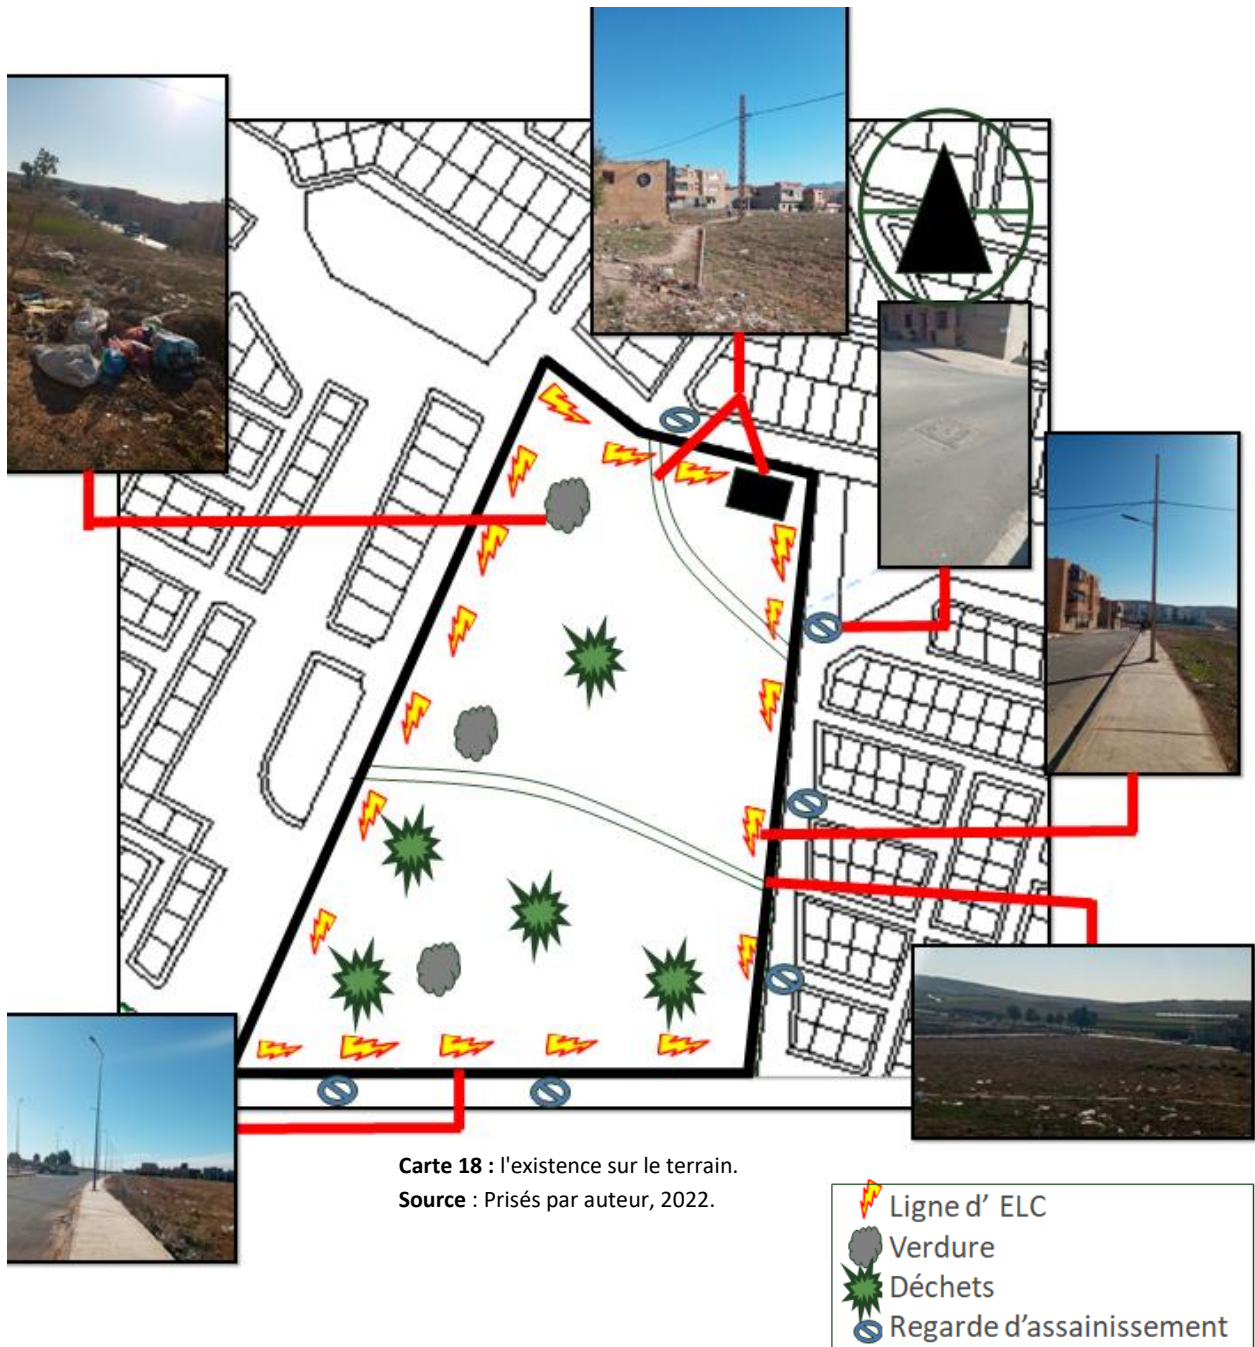 Carte 18 : l'existence sur le terrain.
Source : Prisés par auteur, 2022.
Ligne d' ELC
Verdure
Déchets
Regarde d'assainissement